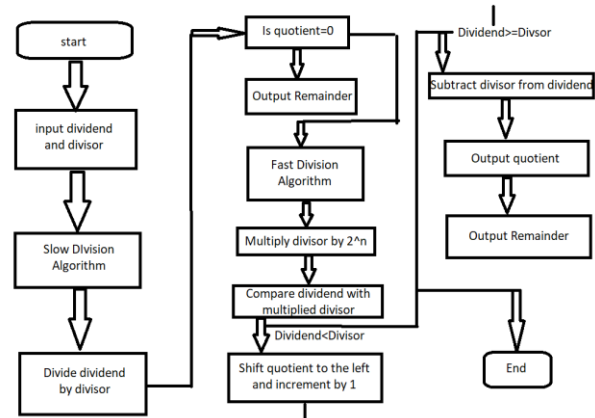 start
input dividend
and divisor
Slow DIvision
Algorithm
Divide dividend
by divisor
Is quotient=0
Output Remainder
Fast Division
Algorithm
Multiply divisor by 2^n
Compare dividend with
multiplied divisor
Dividend<Divisor
Shift quotient to the left
and increment by 1
Dividend>=Divsor
Subtract divisor from dividend
Output quotient
Output Remainder
End